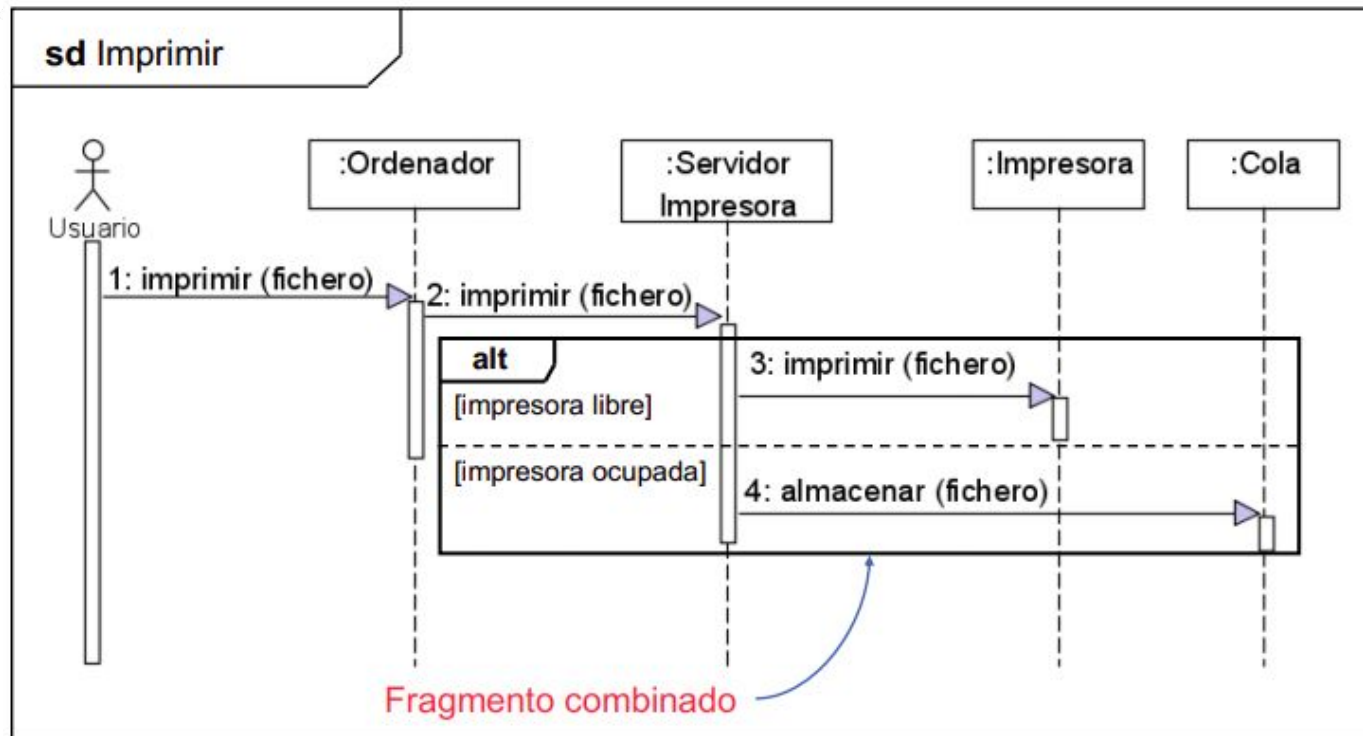 sd Imprimir
Usuario
:Ordenador
:Servidor
Impresora
:Impresora
:Cola
1: imprimir (fichero)
2: imprimir (fichero)
alt
3: imprimir (fichero)
[impresora libre]
[impresora ocupada]
4: almacenar (fichero)
Fragmento combinado